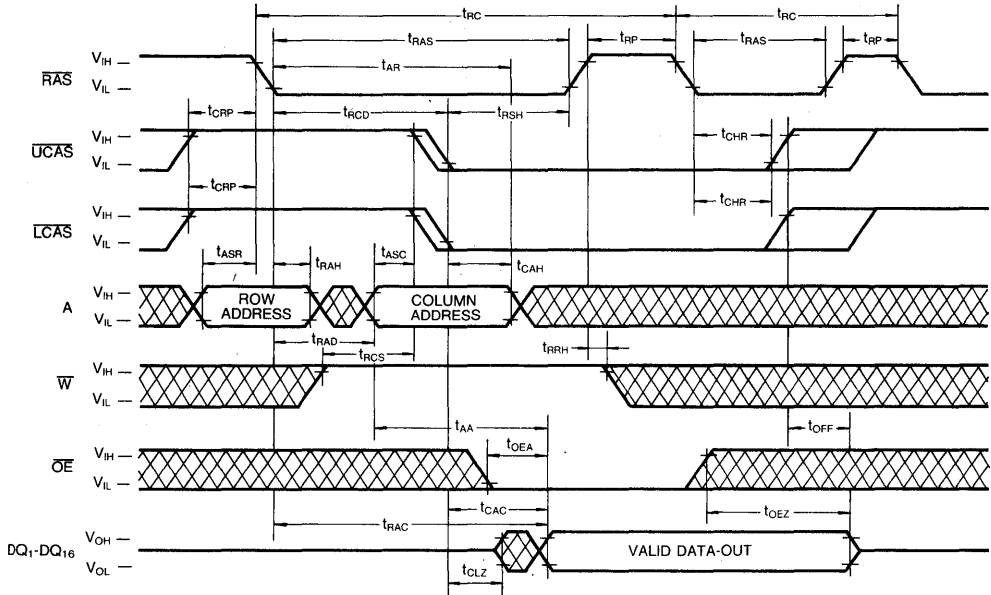 tRC tRC
tRAS tRP tRAS tRP
tAR
RAS VIH
VIL
tCRP tRCD tRSH
UCAS VIH
VIL
tCHR
tCRP tCHR
LCAS VIH
VIL
tASR tRAH tASC tCAH
A VIH
VIL
ROW ADDRESS
COLUMN ADDRESS
tRAD
tRCS tRRH
W VIH
VIL
tAA tOFF
tOEA
OE VIH
VIL
tCAC tOEZ
tRAC
DQ1-DQ16 VOH
VOL
VALID DATA-OUT
tCLZ